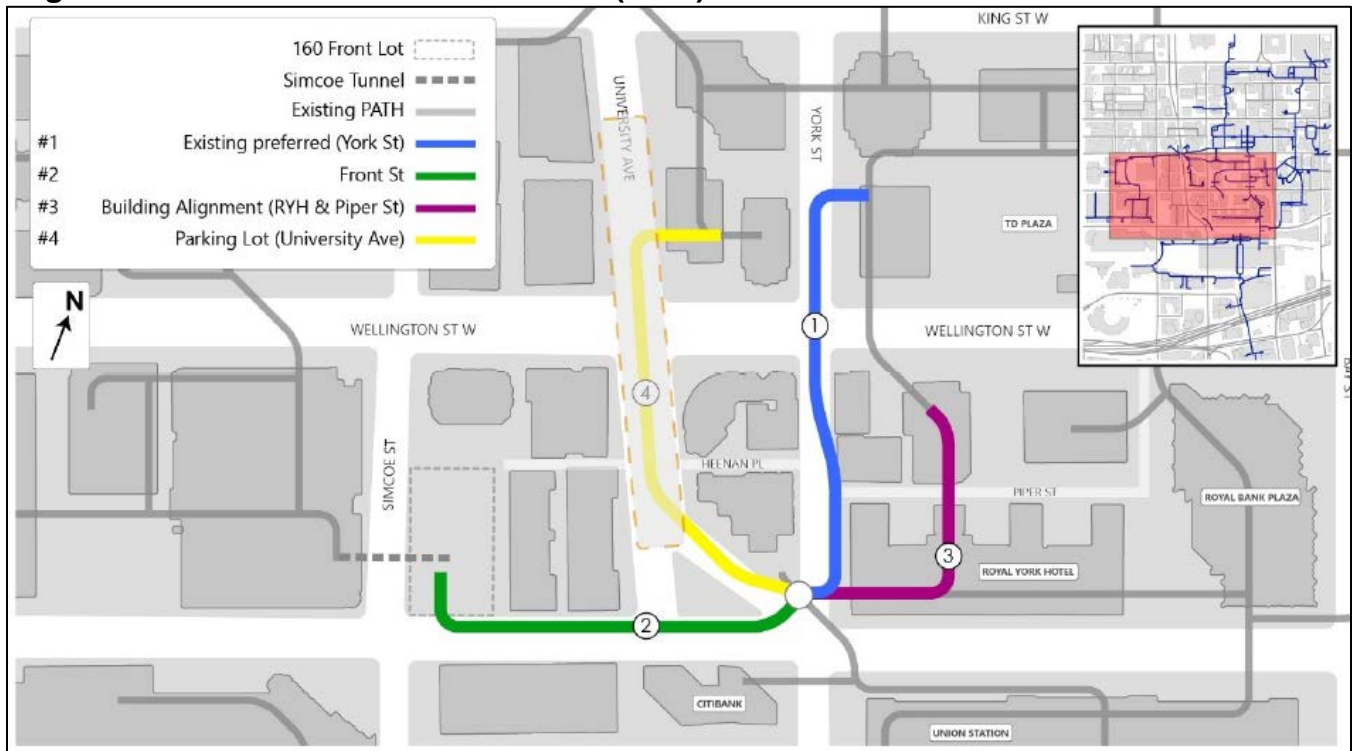 KING ST W
160 Front Lot
Simcoe Tunnel
Existing PATH
#1 Existing preferred (York St)
#2 Front St
#3 Building Alignment (RYH & Piper St)
#4 Parking Lot (University Ave)
UNIVERSITY AVE
YORK ST
TD PLAZA
N
WELLINGTON ST W
1
WELLINGTON ST W
4
SIMCOE ST
HEENAN PL
PIPER ST
ROYAL BANK PLAZA
3
ROYAL YORK HOTEL
2
CITIBANK
UNION STATION